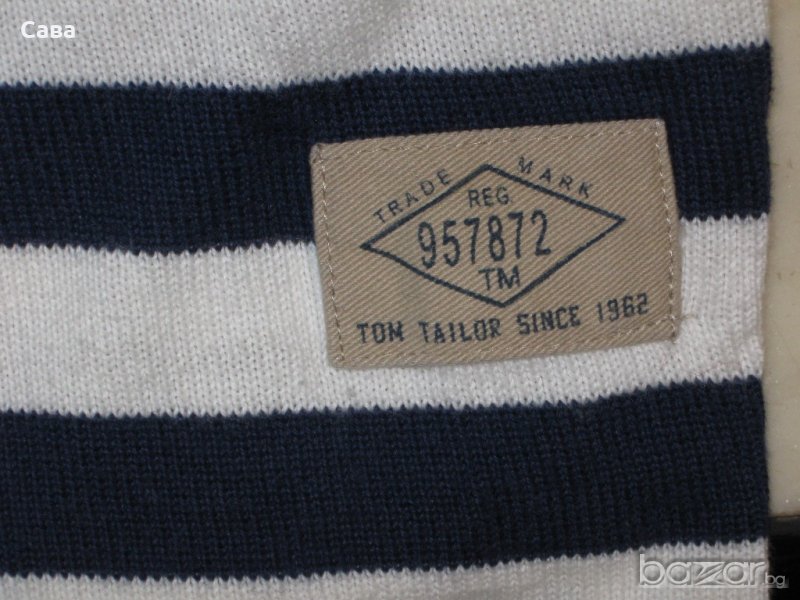 Сава
TRADE MARK
REG
957872
TM
TOM TAILOR SINCE 1962
bazar.bg